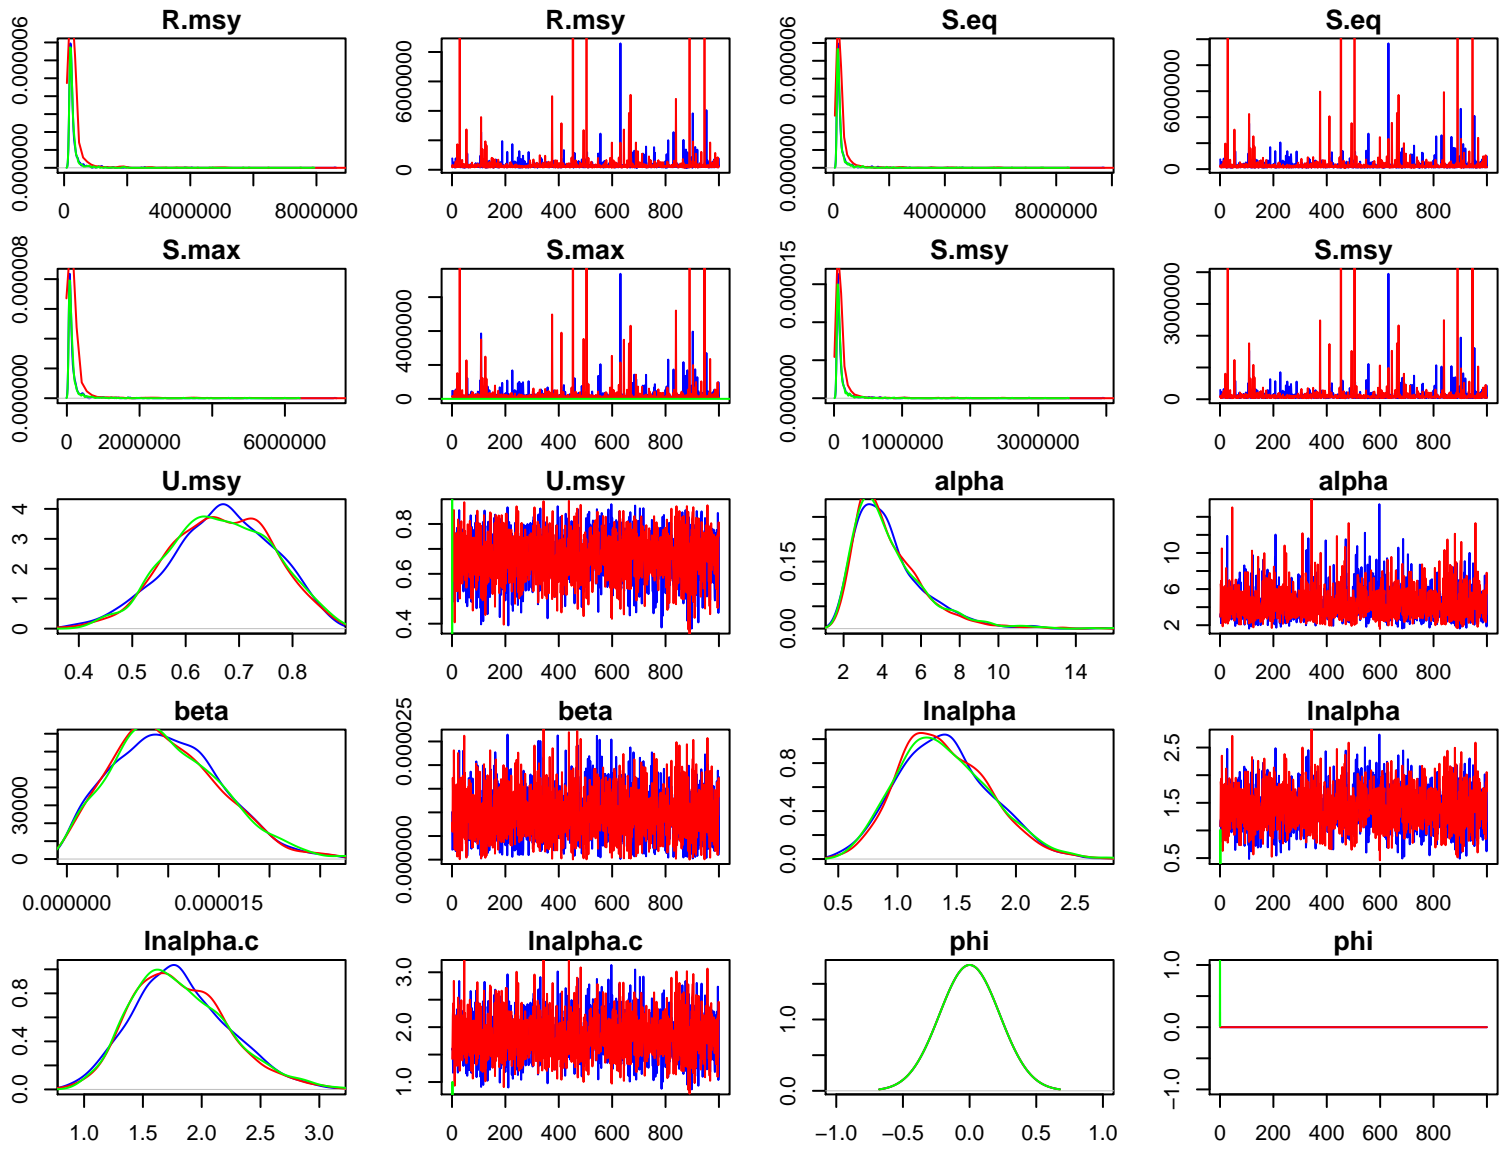 R.msy R.msy S.eq S.eq
0.000000 0.000006
0 4000000 8000000
0 6000000
0 200 400 600 800
0.000000 0.000006
0 4000000 8000000
0 6000000
0 200 400 600 800
S.max S.max S.msy S.msy
0.000000 0.000008
0 2000000 6000000
0 4000000
0 200 400 600 800
0.000000 0.000015
0 1000000 3000000
0 3000000
0 200 400 600 800
U.msy U.msy alpha alpha
0 1 2 3 4
0.4 0.5 0.6 0.7 0.8
0.4 0.6 0.8
0 200 400 600 800
0.00 0.15
2 4 6 8 10 14
2 6 10
0 200 400 600 800
beta beta lnalpha lnalpha
0 30000
0.000000 0.000015
0.000000 0.000025
0 200 400 600 800
0.0 0.4 0.8
0.5 1.0 1.5 2.0 2.5
0.5 1.5 2.5
0 200 400 600 800
lnalpha.c lnalpha.c phi phi
0.0 0.4 0.8
1.0 1.5 2.0 3.0
1.0 2.0 3.0
0 200 400 600 800
0.0 1.0
−1.0 −0.5 0.0 0.5 1.0
−1.0 0.0 1.0
0 200 400 600 800